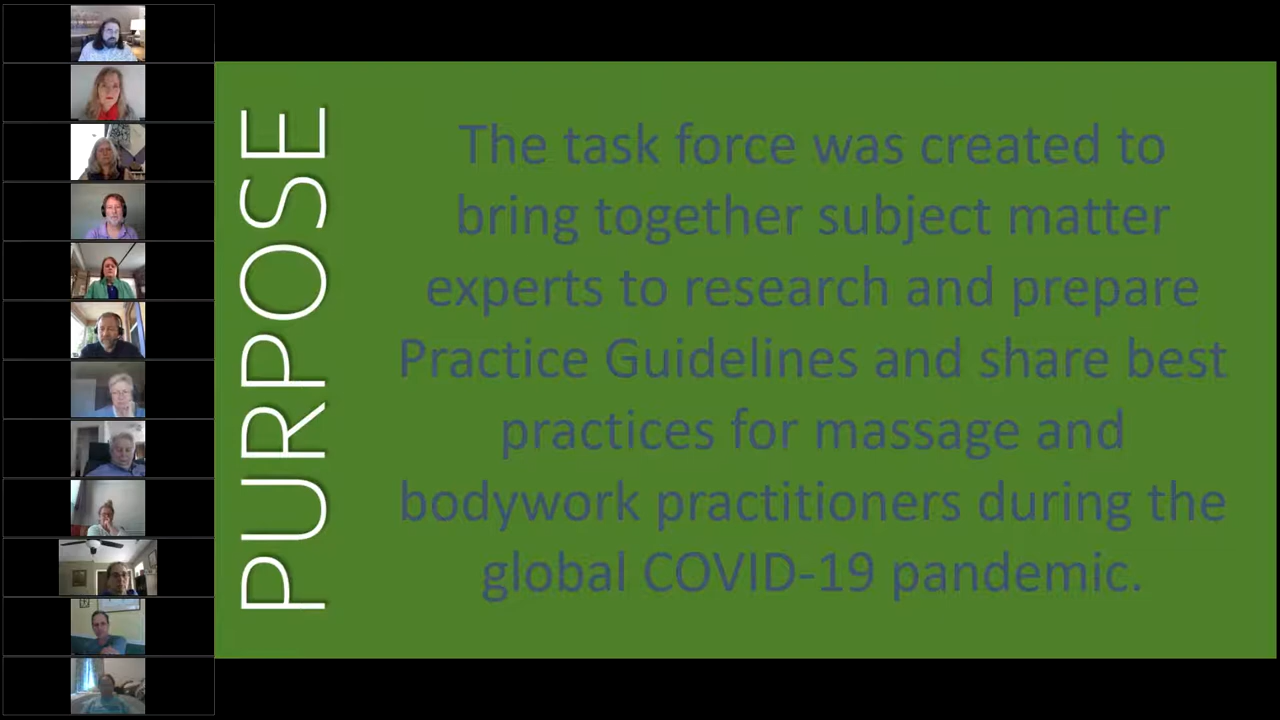 PURPOSE
The task force was created to
bring together subject matter
experts to research and prepare
Practice Guidelines and share best
practices for massage and
bodywork practitioners during the
global COVID-19 pandemic.